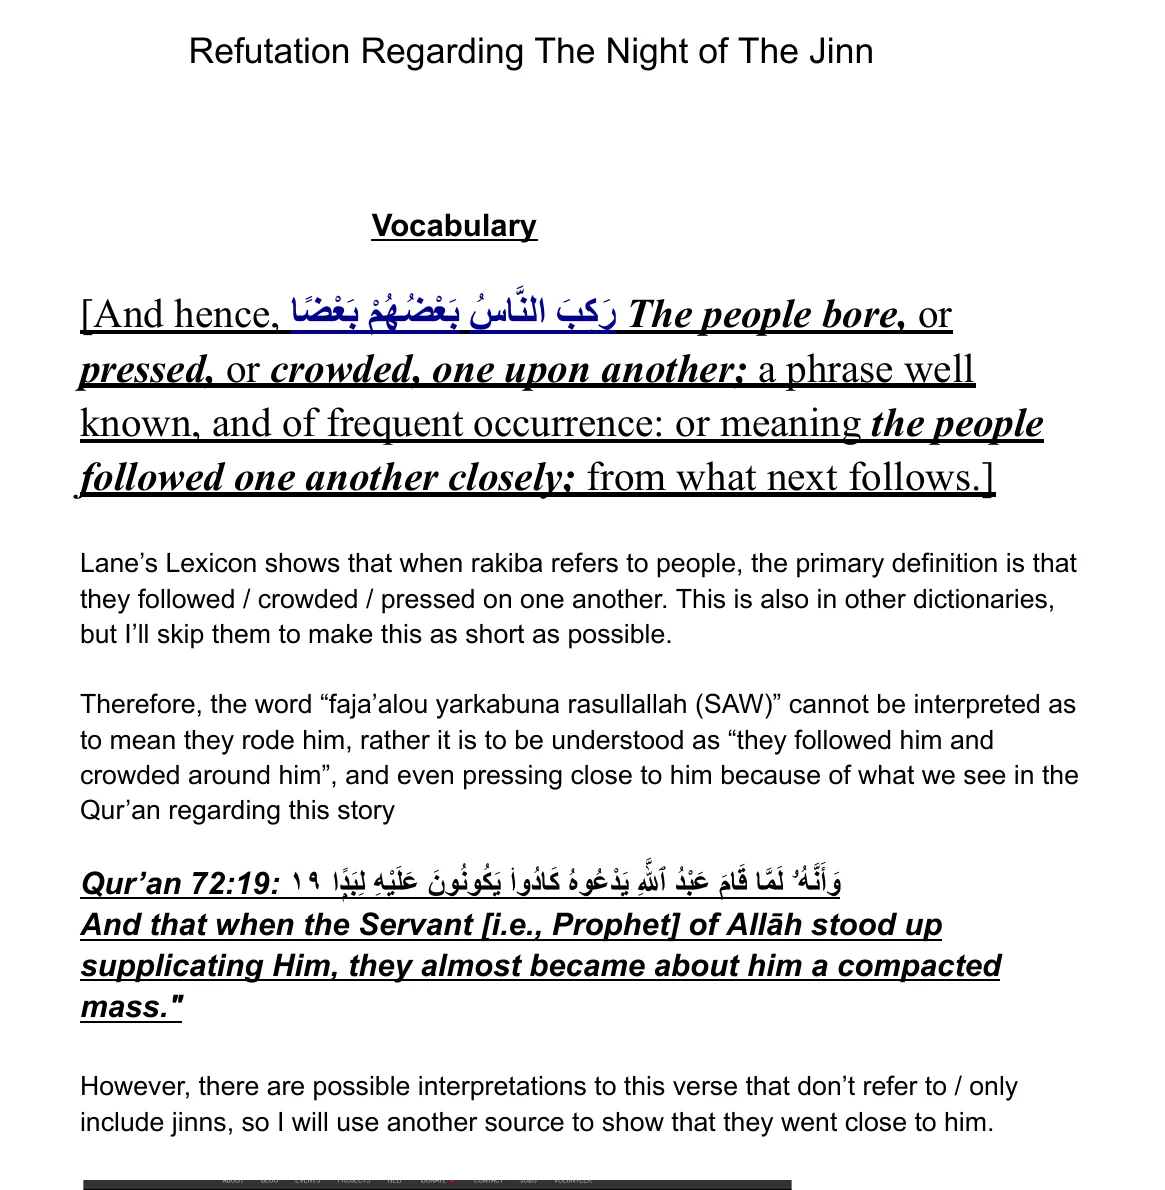 Refutation Regarding The Night of The Jinn
Vocabulary
[And hence, رَكِبَ النَّاسُ بَعْضُهُمْ بَعْضًا The people bore, or
pressed, or crowded, one upon another; a phrase well
known, and of frequent occurrence: or meaning the people
followed one another closely; from what next follows.]
Lane’s Lexicon shows that when rakiba refers to people, the primary definition is that
they followed / crowded / pressed on one another. This is also in other dictionaries,
but I’ll skip them to make this as short as possible.
Therefore, the word “faja’alou yarkabuna rasullallah (SAW)” cannot be interpreted as
to mean they rode him, rather it is to be understood as “they followed him and
crowded around him”, and even pressing close to him because of what we see in the
Qur’an regarding this story
Qur’an 72:19: وَأَنَّهُۥ لَمَّا قَامَ عَبْدُ ٱللَّهِ يَدْعُوهُ كَادُوا۟ يَكُونُونَ عَلَيْهِ لِبَدًۭا ١٩
And that when the Servant [i.e., Prophet] of Allāh stood up
supplicating Him, they almost became about him a compacted
mass."
However, there are possible interpretations to this verse that don’t refer to / only
include jinns, so I will use another source to show that they went close to him.
ABOUT BLOG EVENTS PROJECTS HELP DONATE CONTACT JOBS VOLUNTEER